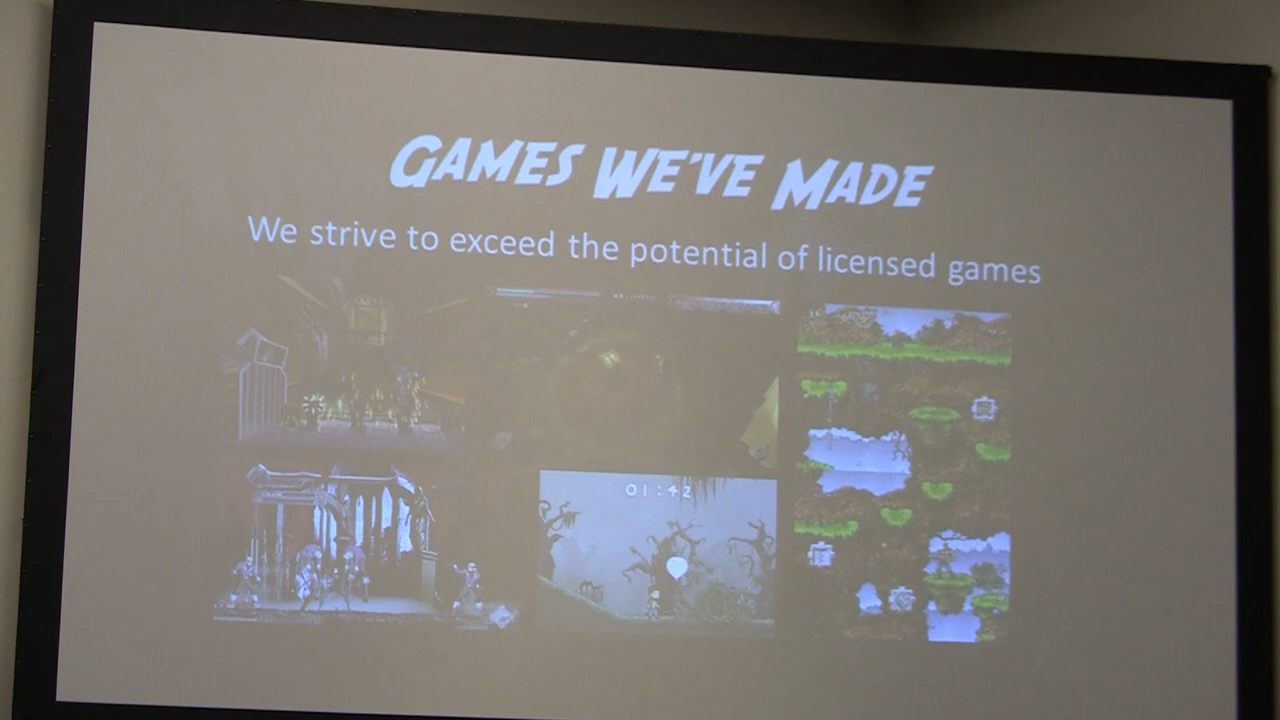 GAMES WE'VE MADE
We strive to exceed the potential of licensed games
01:42